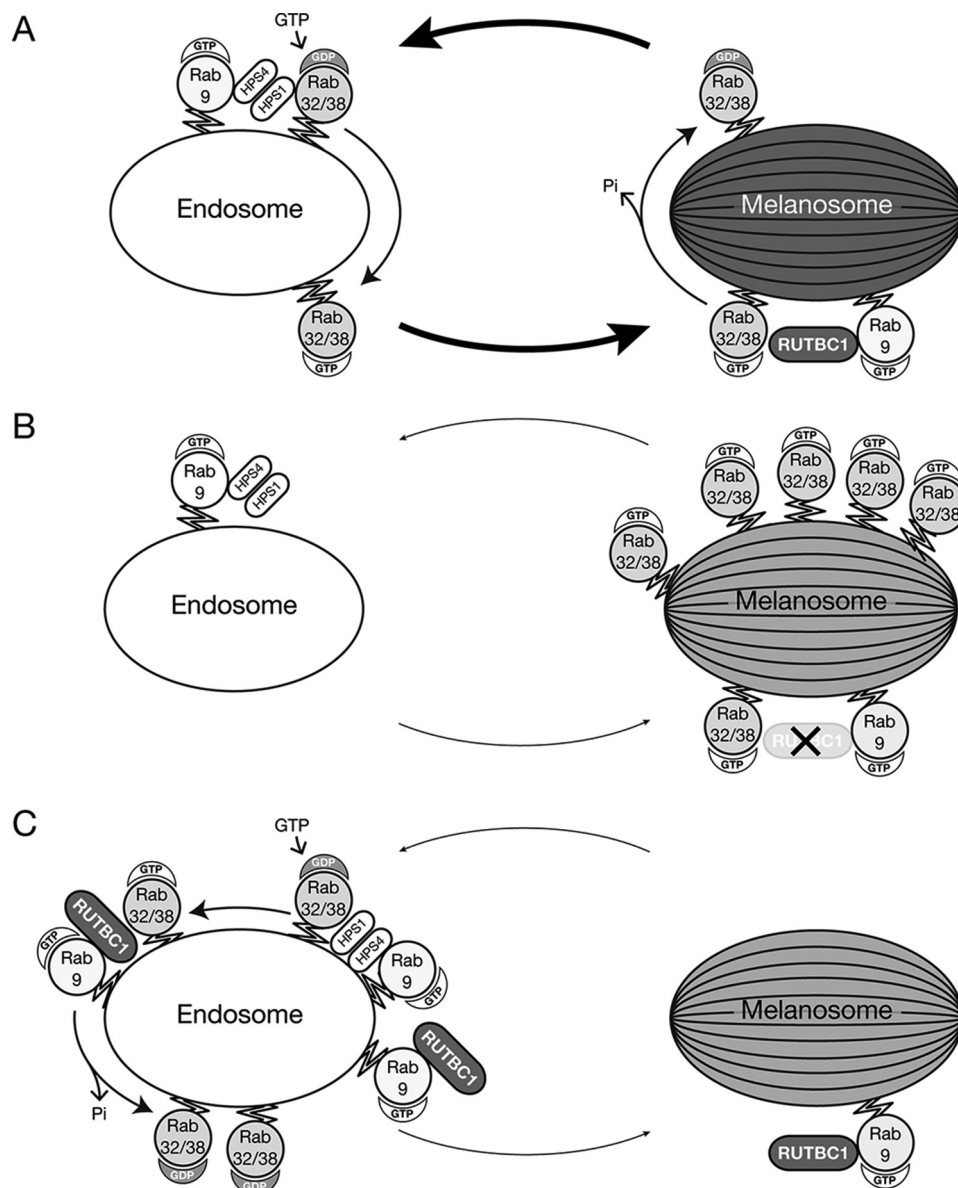 A
GTP
GTP
Rab
9
HPS4
HPS1
GDP
Rab
32/38
Endosome
Rab
32/38
GTP
GDP
Rab
32/38
Pi
Melanosome
Rab
32/38
GTP
RUTBC1
Rab
9
GTP
B
GTP
Rab
9
HPS4
HPS1
Endosome
GTP
Rab
32/38
GTP
Rab
32/38
GTP
Rab
32/38
GTP
Rab
32/38
GTP
Rab
32/38
Melanosome
Rab
32/38
GTP
RUTBC1
Rab
9
GTP
C
GTP
GTP
Rab
32/38
GDP
Rab
32/38
RUTBC1
GTP
Rab
9
HPS1
HPS4
Rab
9
GTP
Endosome
RUTBC1
Rab
9
GTP
Pi
Rab
32/38
GDP
Rab
32/38
GDP
Melanosome
RUTBC1
Rab
9
GTP